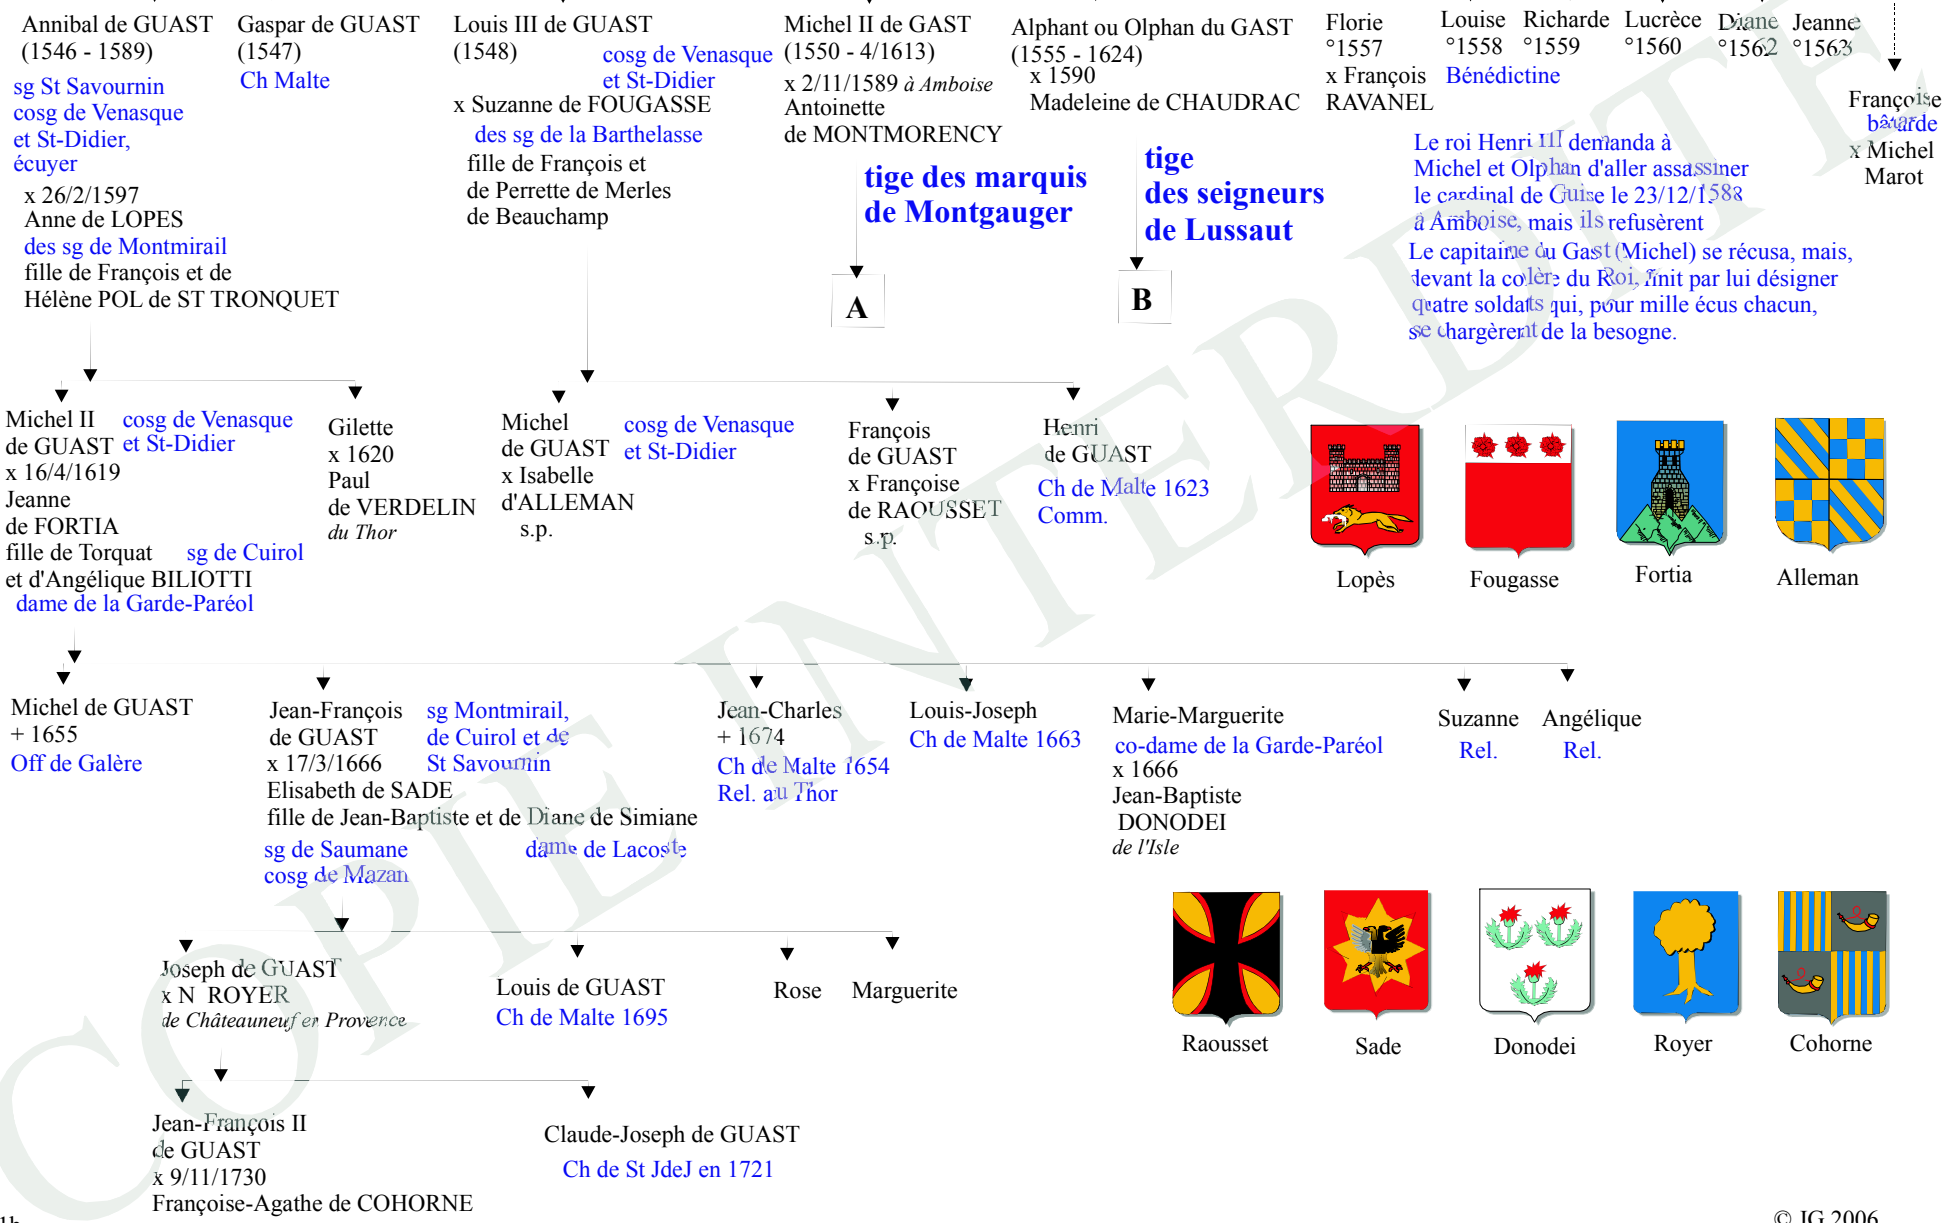 Annibal de GUAST
(1546 - 1589)
sg St Savournin
cosg de Venasque
et St-Didier,
écuyer
x 26/2/1597
Anne de LOPES
des sg de Montmirail
fille de François et de
Hélène POL de ST TRONQUET
Gaspar de GUAST
(1547)
Ch Malte
Louis III de GUAST
(1548)
cosg de Venasque
et St-Didier
x Suzanne de FOUGASSE
des sg de la Barthelasse
fille de François et
de Perrette de Merles
de Beauchamp
Michel II de GAST
(1550 - 4/1613)
x 2/11/1589 à Amboise
Antoinette
de MONTMORENCY
tige des marquis
de Montgauger
A
Alphant ou Olphan du GAST
(1555 - 1624)
x 1590
Madeleine de CHAUDRAC
tige
des seigneurs
de Lussaut
B
Florie
°1557
x François
RAVANEL
Louise
°1558
Bénédictine
Richarde
°1559
Lucrèce
°1560
Diane
°1562
Jeanne
°1563
Françoise
bâtarde
x Michel
Marot
Le roi Henri III demanda à
Michel et Olphan d'aller assassiner
le cardinal de Guise le 23/12/1588
à Amboise, mais ils refusèrent
Le capitaine du Gast (Michel) se récusa, mais,
devant la colère du Roi, finit par lui désigner
quatre soldats qui, pour mille écus chacun,
se chargèrent de la besogne.
Michel II
de GUAST
cosg de Venasque
et St-Didier
x 16/4/1619
Jeanne
de FORTIA
fille de Torquat sg de Cuirol
et d'Angélique BILIOTTI
dame de la Garde-Paréol
Gilette
x 1620
Paul
de VERDELIN
du Thor
Michel
de GUAST
cosg de Venasque
et St-Didier
x Isabelle
d'ALLEMAN
s.p.
François
de GUAST
x Françoise
de RAOUSSET
s.p.
Henri
de GUAST
Ch de Malte 1623
Comm.
Lopès
Fougasse
Fortia
Alleman
Michel de GUAST
+ 1655
Off de Galère
Jean-François
de GUAST
sg Montmirail,
de Cuirol et de
St Savournin
x 17/3/1666
Elisabeth de SADE
fille de Jean-Baptiste et de Diane de Simiane
sg de Saumane
cosg de Mazan
dame de Lacoste
Jean-Charles
+ 1674
Ch de Malte 1654
Rel. au Thor
Louis-Joseph
Ch de Malte 1663
Marie-Marguerite
co-dame de la Garde-Paréol
x 1666
Jean-Baptiste
DONODEI
de l'Isle
Suzanne
Rel.
Angélique
Rel.
Joseph de GUAST
x N ROYER
de Châteauneuf en Provence
Louis de GUAST
Ch de Malte 1695
Rose
Marguerite
Raousset
Sade
Donodei
Royer
Cohorne
Jean-François II
de GUAST
x 9/11/1730
Françoise-Agathe de COHORNE
Claude-Joseph de GUAST
Ch de St JdeJ en 1721
© JG 2006
COPIE INTERDITE